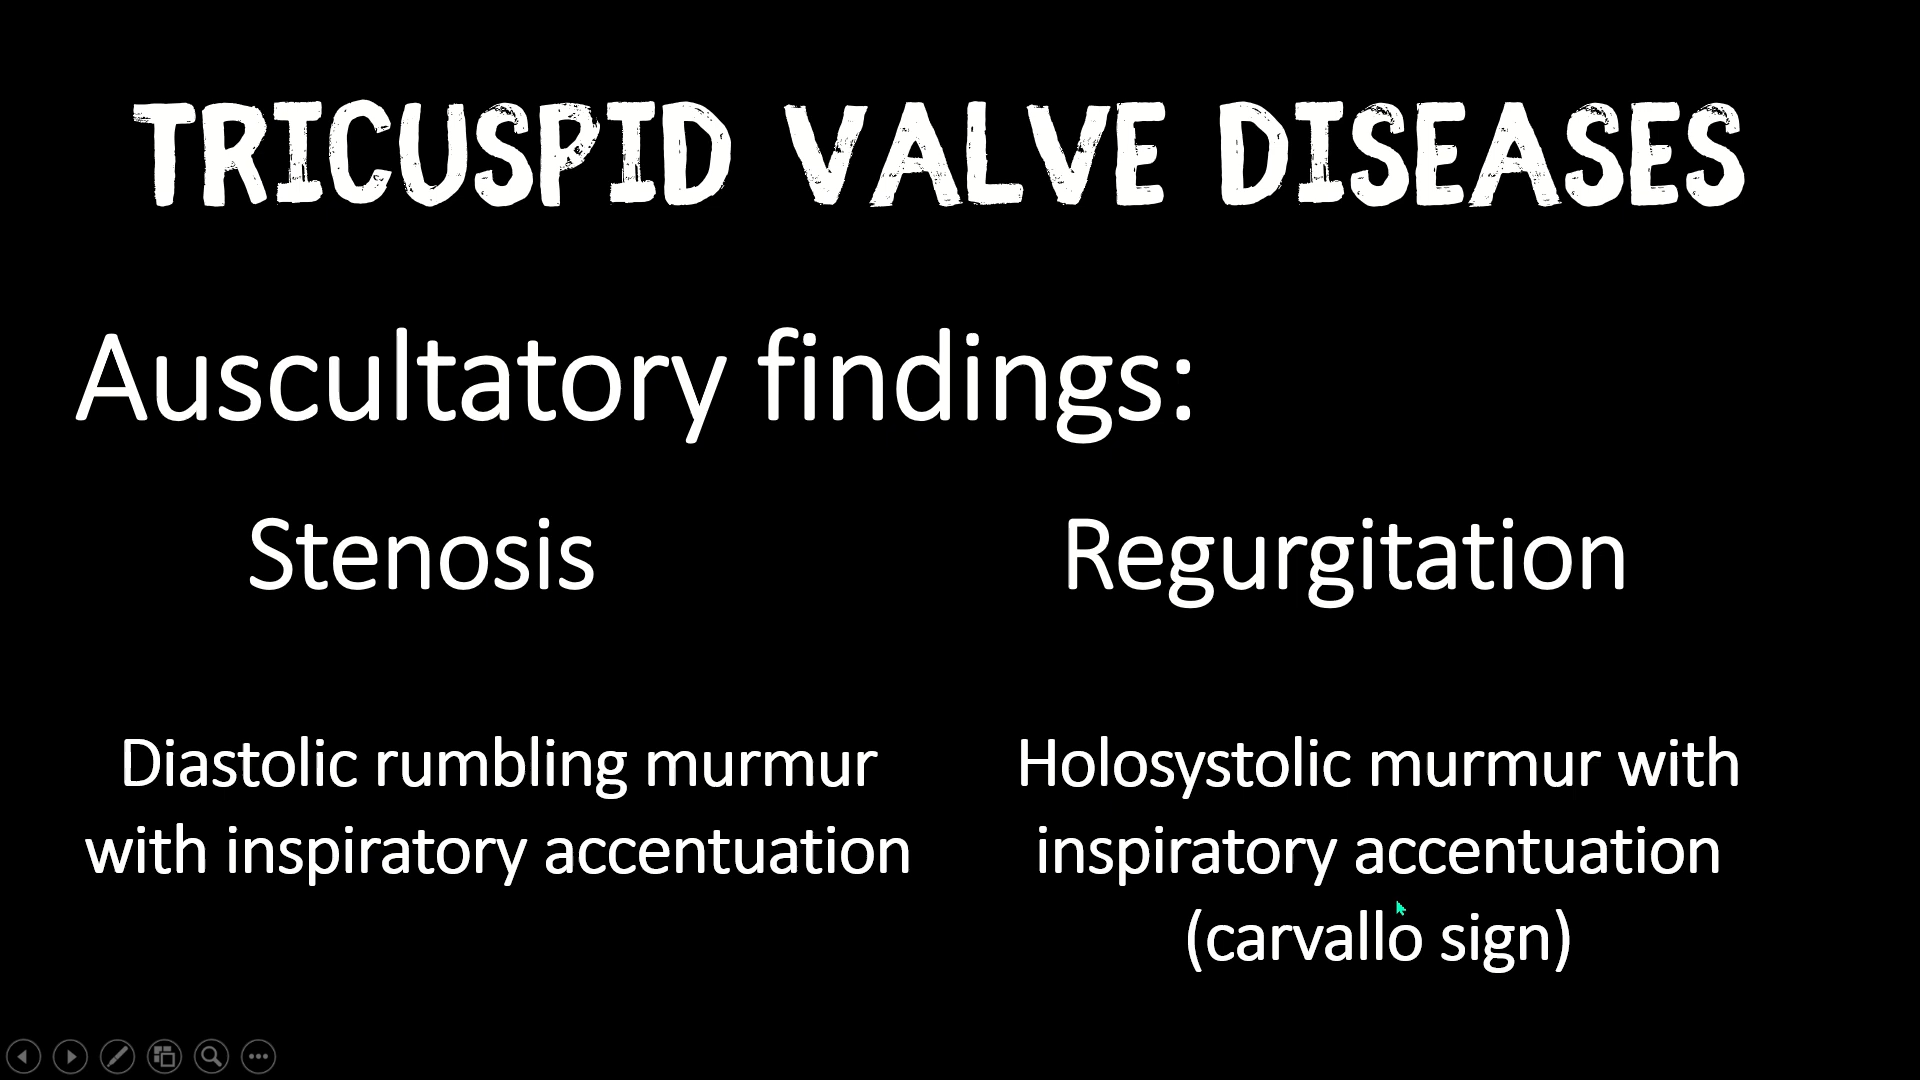 TRICUSPID VALVE DISEASES
Auscultatory findings:
Stenosis
Regurgitation
Diastolic rumbling murmur
with inspiratory accentuation
Holosystolic murmur with
inspiratory accentuation
(carvallo sign)